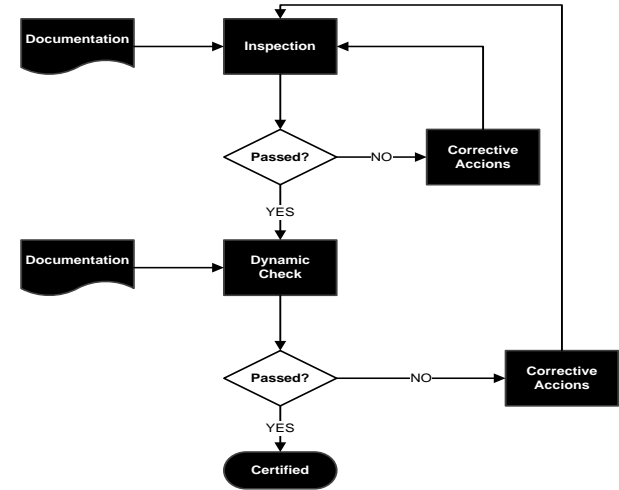 Documentation
Inspection
Passed?
NO
Corrective
Accions
YES
Documentation
Dynamic
Check
Passed?
NO
Corrective
Accions
YES
Certified